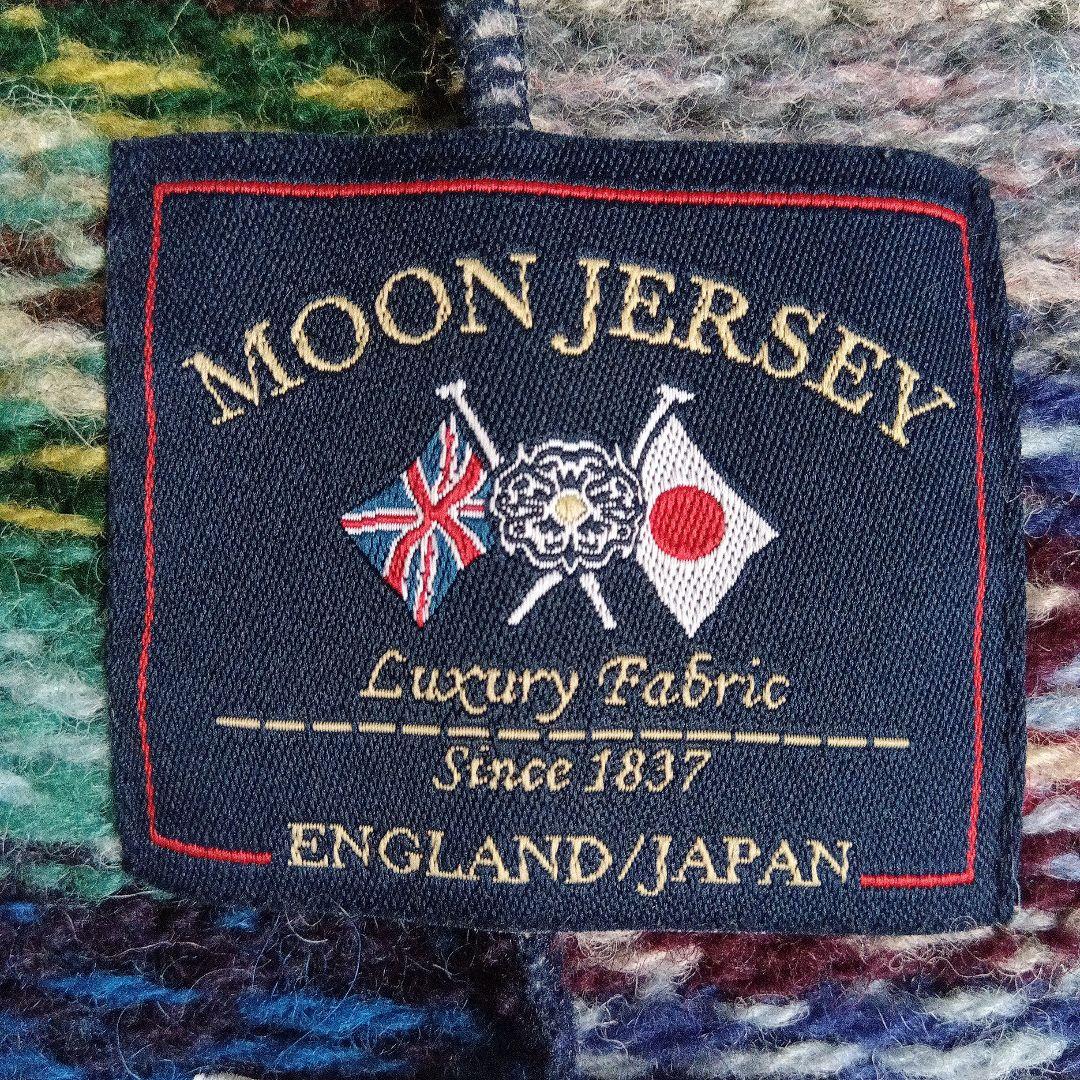 MOON JERSEY
Luxury Fabric
Since 1837
ENGLAND/JAPAN